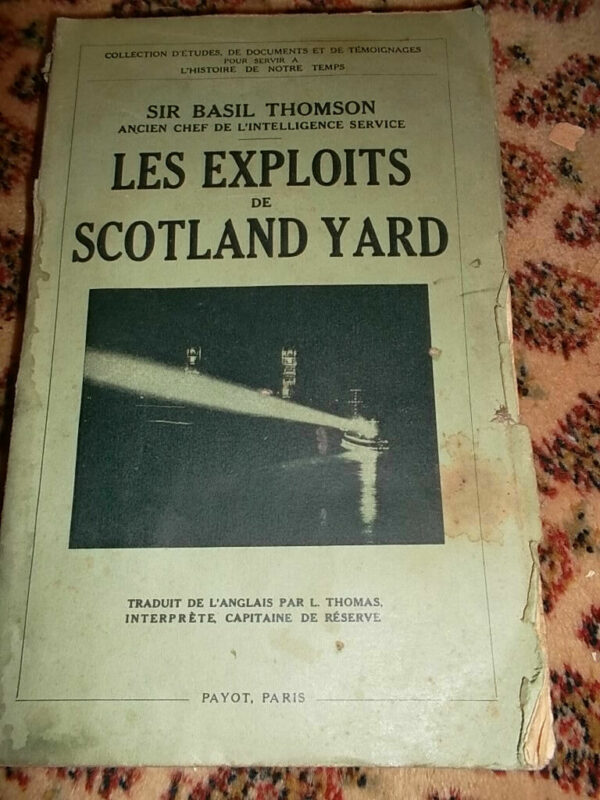 COLLECTION D'ETUDES, DE DOCUMENTS ET DE TÉMOIGNAGES
POUR SERVIR A
L'HISTOIRE DE NOTRE TEMPS
SIR BASIL THOMSON
ANCIEN CHEF DE L'INTELLIGENCE SERVICE
LES EXPLOITS
DE
SCOTLAND YARD
TRADUIT DE L'ANGLAIS PAR L. THOMAS,
INTERPRÈTE, CAPITAINE DE RÉSERVE
PAYOT, PARIS